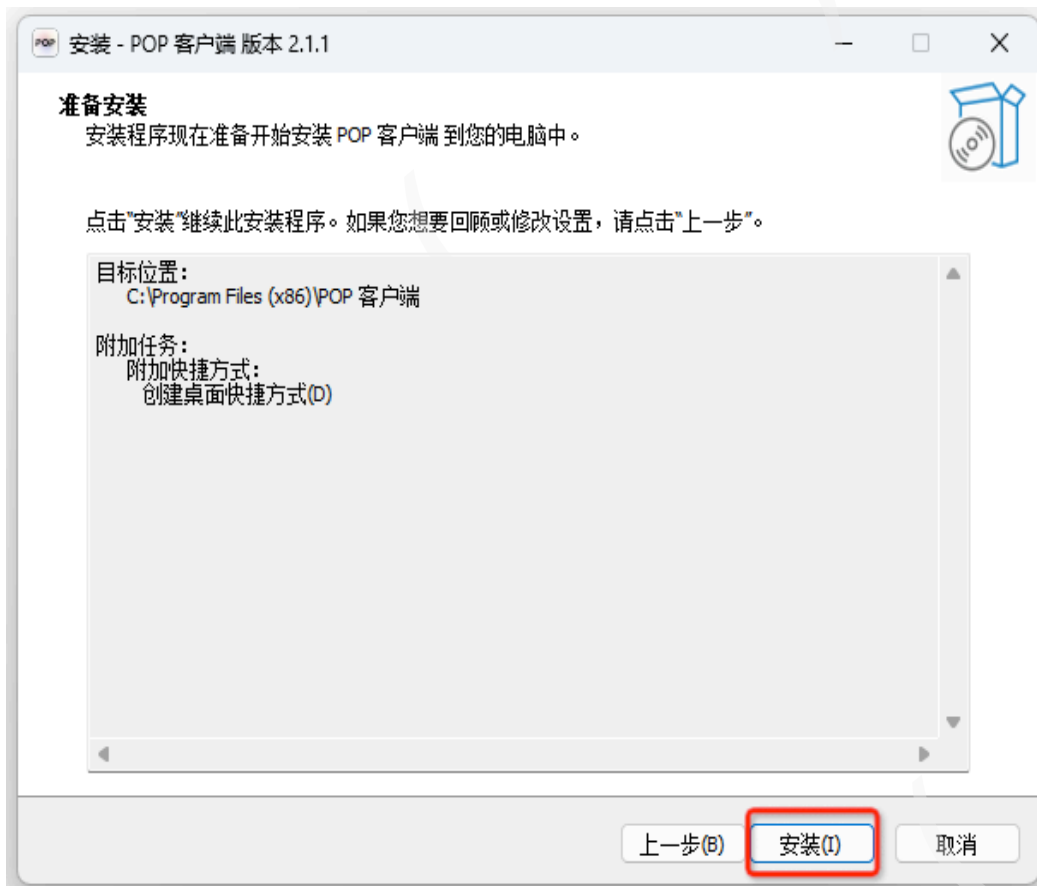 POP 安装 - POP 客户端 版本 2.1.1
准备安装
安装程序现在准备开始安装 POP 客户端 到您的电脑中。
点击"安装"继续此安装程序。如果您想要回顾或修改设置，请点击"上一步"。
目标位置：
C:\Program Files (x86)\POP 客户端
附加任务：
附加快捷方式：
创建桌面快捷方式(D)
上一步(B) 安装(I) 取消